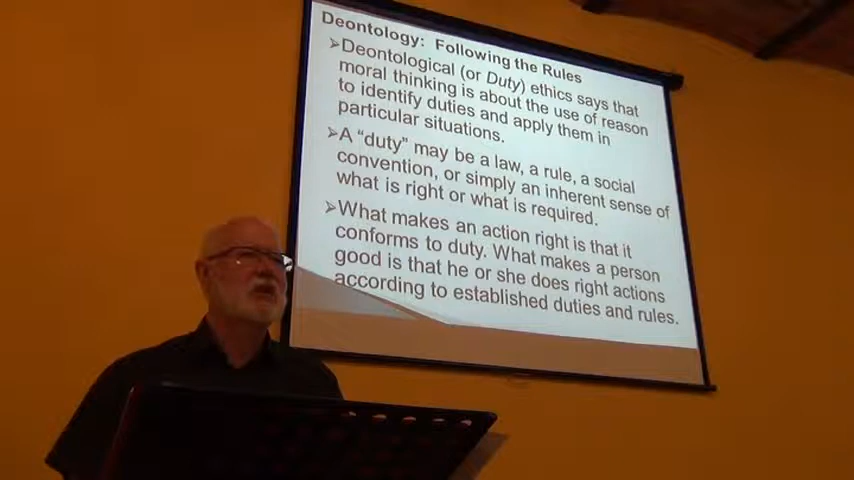 Deontology: Following the Rules
➢Deontological (or Duty) ethics says that
moral thinking is about the use of reason
to identify duties and apply them in
particular situations.
➢A “duty” may be a law, a rule, a social
convention, or simply an inherent sense of
what is right or what is required.
➢What makes an action right is that it
conforms to duty. What makes a person
good is that he or she does right actions
according to established duties and rules.